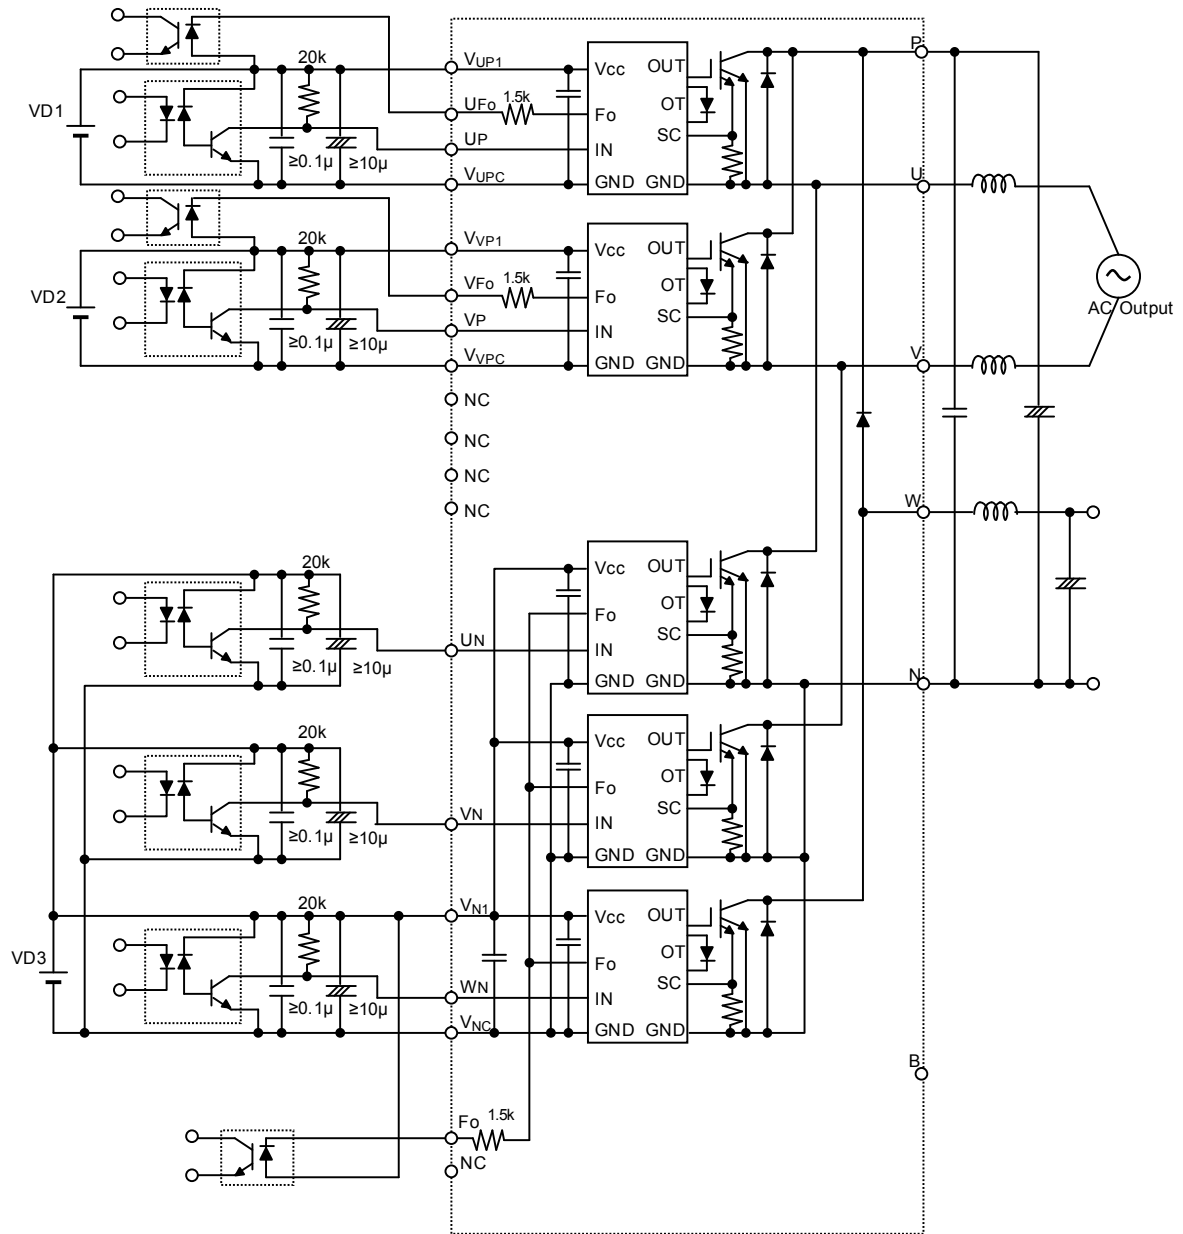 20k
VUP1
Vcc
OUT
P
UFo
1.5k
OT
VD1
Fo
SC
UP
IN
≥0.1µ
≥10µ
VUPC
GND
GND
U
20k
VVP1
Vcc
OUT
VFo
1.5k
OT
VD2
Fo
SC
VP
IN
AC Output
≥0.1µ
≥10µ
VVPC
GND
GND
V
NC
NC
NC
NC
W
20k
Vcc
OUT
Fo
OT
SC
UN
IN
≥0.1µ
≥10µ
GND
GND
N
20k
Vcc
OUT
Fo
OT
SC
VN
IN
≥0.1µ
≥10µ
GND
GND
20k
VN1
Vcc
OUT
VD3
Fo
OT
SC
WN
IN
≥0.1µ
≥10µ
VNC
GND
GND
B
Fo
1.5k
NC